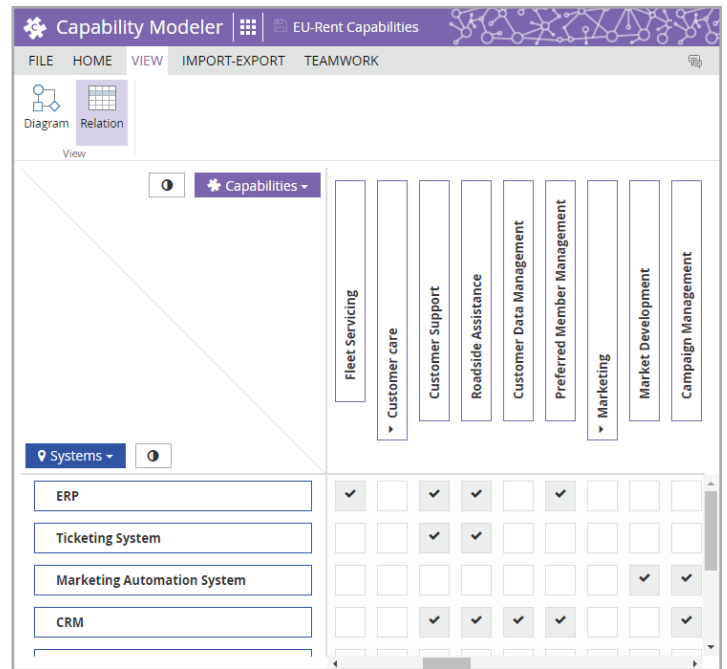 Capability Modeler EU-Rent Capabilities
FILE HOME VIEW IMPORT-EXPORT TEAMWORK
Diagram Relation
View
Capabilities
Fleet Servicing
Customer care
Customer Support
Roadside Assistance
Customer Data Management
Preferred Member Management
Marketing
Market Development
Campaign Management
Systems
ERP
Ticketing System
Marketing Automation System
CRM